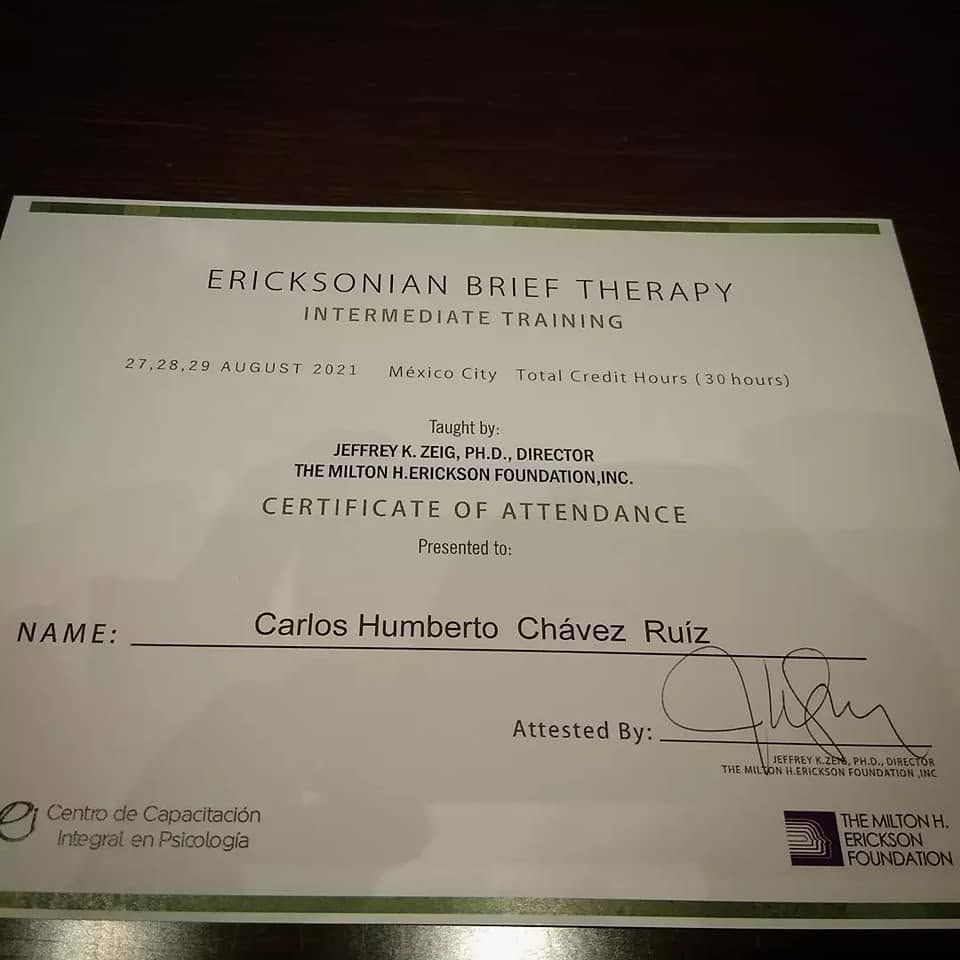 ERICKSONIAN BRIEF THERAPY
INTERMEDIATE TRAINING
27,28,29 AUGUST 2021 México City Total Credit Hours (30 hours)
Taught by:
JEFFREY K. ZEIG, PH.D., DIRECTOR
THE MILTON H.ERICKSON FOUNDATION,INC.
CERTIFICATE OF ATTENDANCE
Presented to:
NAME: Carlos Humberto Chávez Ruíz
Attested By:
JEFFREY K.ZEIG, PH.D., DIRECTOR
THE MILTON H.ERICKSON FOUNDATION ,INC
Centro de Capacitación
Integral en Psicología
THE MILTON H.
ERICKSON
FOUNDATION